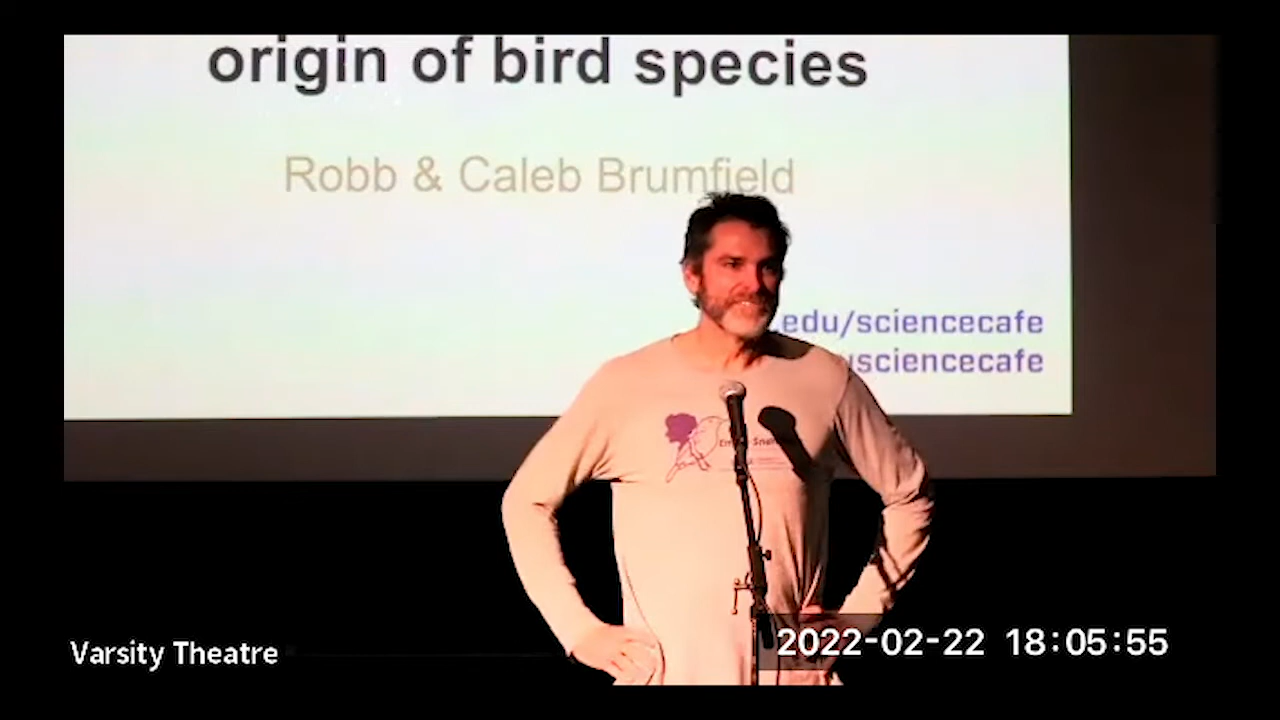 origin of bird species
Robb & Caleb Brumfield
.edu/sciencecafe
sciencecafe
Varsity Theatre
2022-02-22 18:05:55